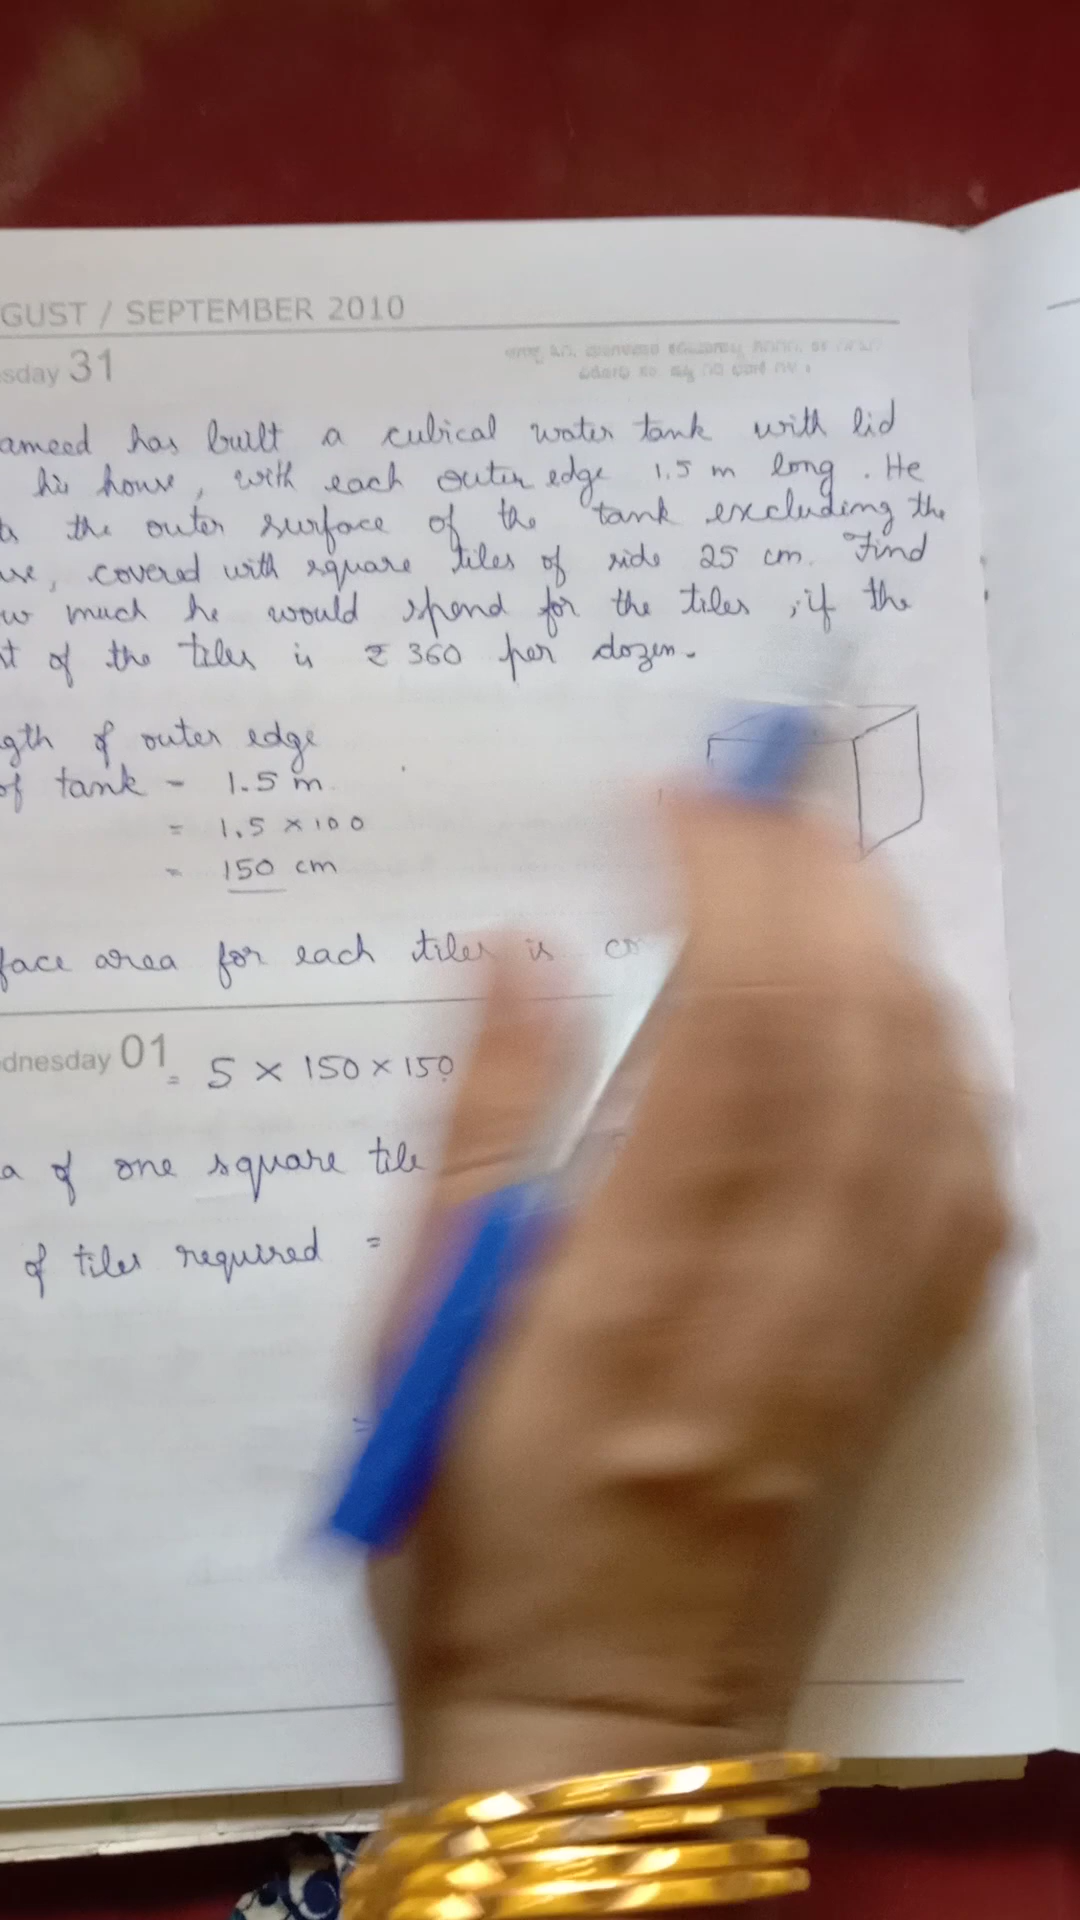 GUST / SEPTEMBER 2010
sday 31
ameed has built a cubical water tank with lid
his house, with each outer edge 1.5 m long. He
the outer surface of the tank excluding the
covered with square tiles of side 25 cm. Find
much he would spend for the tiles, if the
t of the tiles is ₹ 360 per dozen.
gth of outer edge
of tank = 1.5 m
= 1.5 × 100
= 150 cm
face area for each tiles is
dnesday 01
= 5 × 150 × 150
a of one square tile
of tiles required =
=